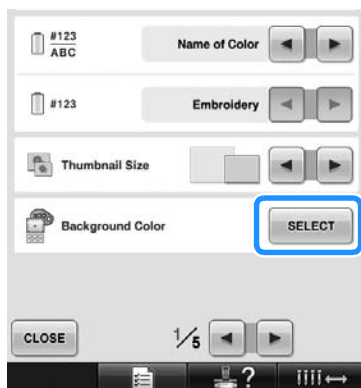 #123
ABC
Name of Color
#123
Embroidery
Thumbnail Size
Background Color
SELECT
CLOSE
1/5
?